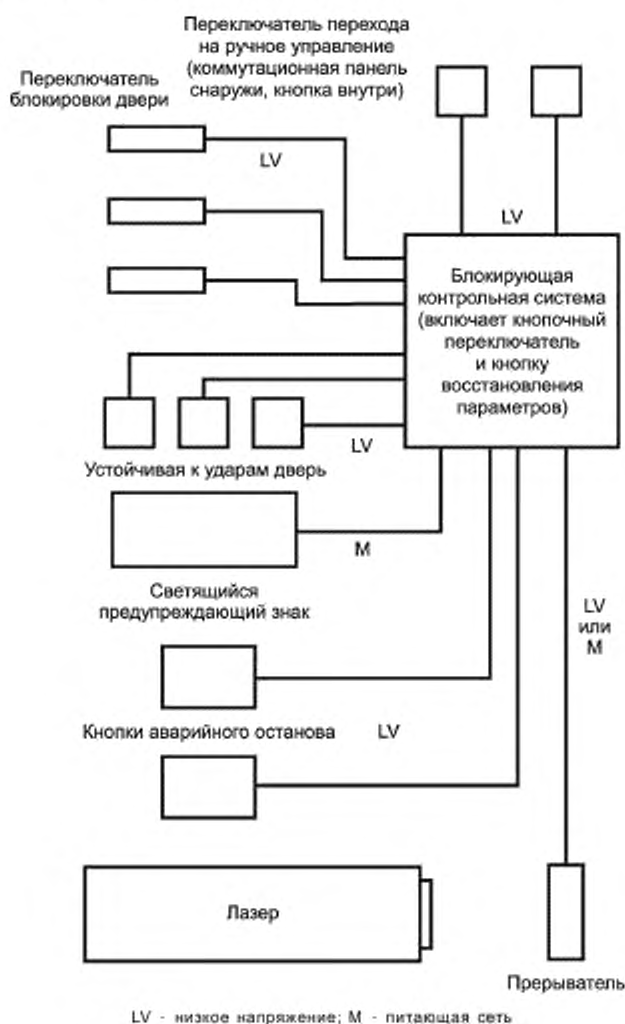 Переключатель перехода
на ручное управление
(коммутационная панель
снаружи, кнопка внутри)
Переключатель
блокировки двери
LV
LV
Блокирующая
контрольная система
(включает кнопочный
переключатель
и кнопку
восстановления
параметров)
LV
Устойчивая к ударам дверь
М
Светящийся
предупреждающий знак
LV
или
М
Кнопки аварийного останова
LV
Лазер
Прерыватель
LV - низкое напряжение; М - питающая сеть